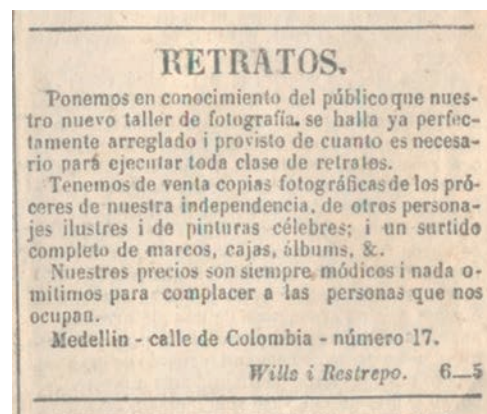 RETRATOS.
Ponemos en conocimiento del público que nues-
tro nuevo taller de fotografía. se halla ya perfec-
tamente arreglado i provisto de cuanto es necesa-
rio pará ejecutar toda clase de retratos.
Tenemos de venta copias fotográficas de los pró-
ceres de nuestra independencia, de otros persona-
jes ilustres i de pinturas célebres; i un surtido
completo de marcos, cajas, álbums, &.
Nuestros precios son siempre módicos i nada o-
mitimos para complacer a las personas que nos
ocupan.
Medellin - calle de Colombia - número 17.
Wills i Restrepo. 6—5